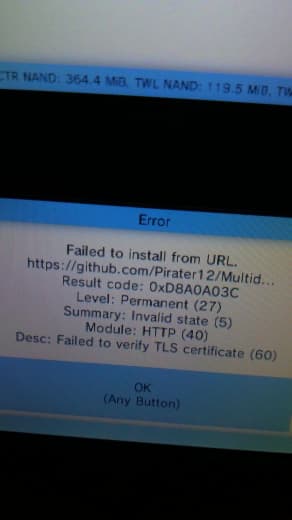 CTR NAND: 364.4 MiB, TWL NAND: 119.5 MiB, TW
Error
Failed to install from URL.
https://github.com/Pirater12/Multid...
Result code: 0xD8A0A03C
Level: Permanent (27)
Summary: Invalid state (5)
Module: HTTP (40)
Desc: Failed to verify TLS certificate (60)
OK
(Any Button)